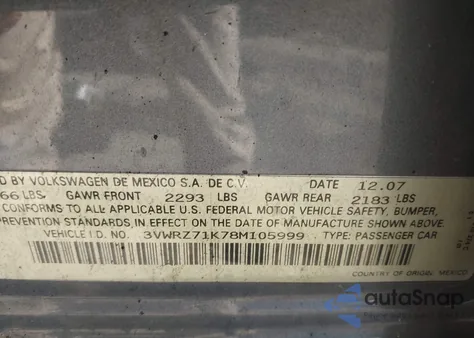 D BY VOLKSWAGEN DE MEXICO S.A. DE C.V. DATE 12.07
66 LBS. GAWR FRONT 2293 LBS GAWR REAR 2183 LBS.
CONFORMS TO ALL APPLICABLE U.S. FEDERAL MOTOR VEHICLE SAFETY, BUMPER,
PREVENTION STANDARDS IN EFFECT ON THE DATE OF MANUFACTURE SHOWN ABOVE.
VEHICLE I.D. NO. 3VWRZ71K78M105999 TYPE: PASSENGER CAR
COUNTRY OF ORIGIN: MEXICO
autaSnap